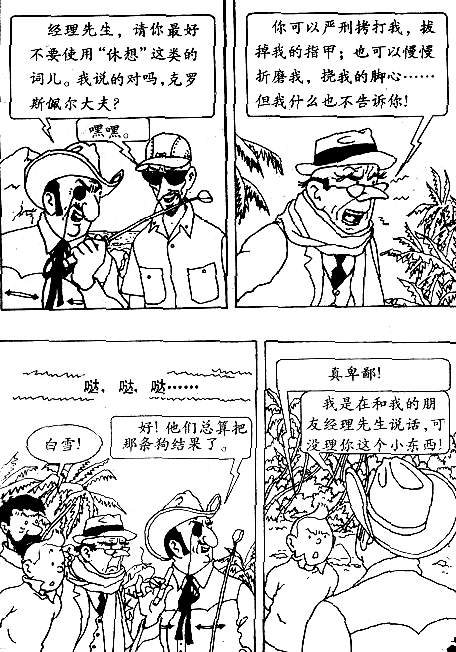 经理先生，请你最好
不要使用“休想”这类的
词儿。我说的对吗，克罗
斯佩尔大夫？
嘿嘿。
你可以严刑拷打我，拔
掉我的指甲；也可以慢慢
折磨我，挠我的脚心……
但我什么也不告诉你！
哒，哒，哒……
白雪！
好！他们总算把
那条狗结果了。
真卑鄙！
我是在和我的朋
友经理先生说话，可
没理你这个小东西！